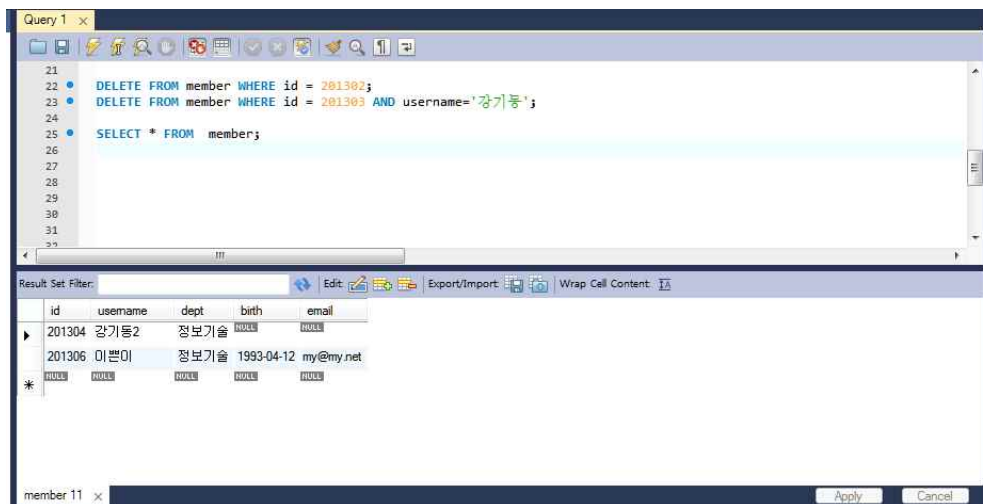 Query 1
21
22 DELETE FROM member WHERE id = 201302;
23 DELETE FROM member WHERE id = 201303 AND username='강기동';
24
25 SELECT * FROM  member;
26
27
28
29
30
31
32
Result Set Filter: Edit: Export/Import: Wrap Cell Content:
id username dept birth email
201304 강기동2 정보기술 NULL NULL
201306 이쁜이 정보기술 1993-04-12 my@my.net
NULL NULL NULL NULL NULL
member 11 Apply Cancel